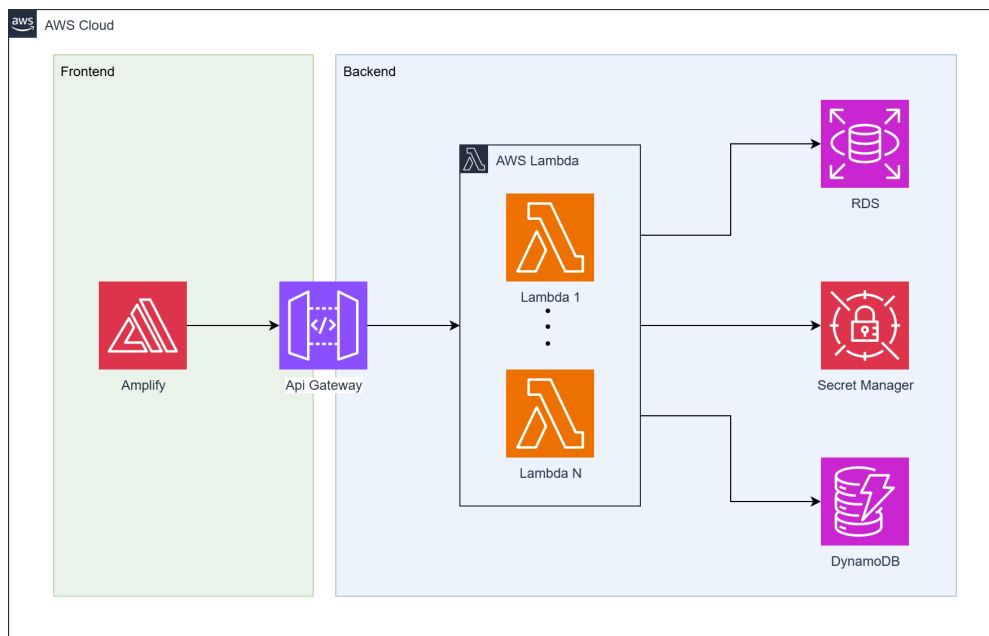 aws
AWS Cloud
Frontend
Backend
AWS Lambda
RDS
Lambda 1
Amplify
Api Gateway
Secret Manager
Lambda N
DynamoDB